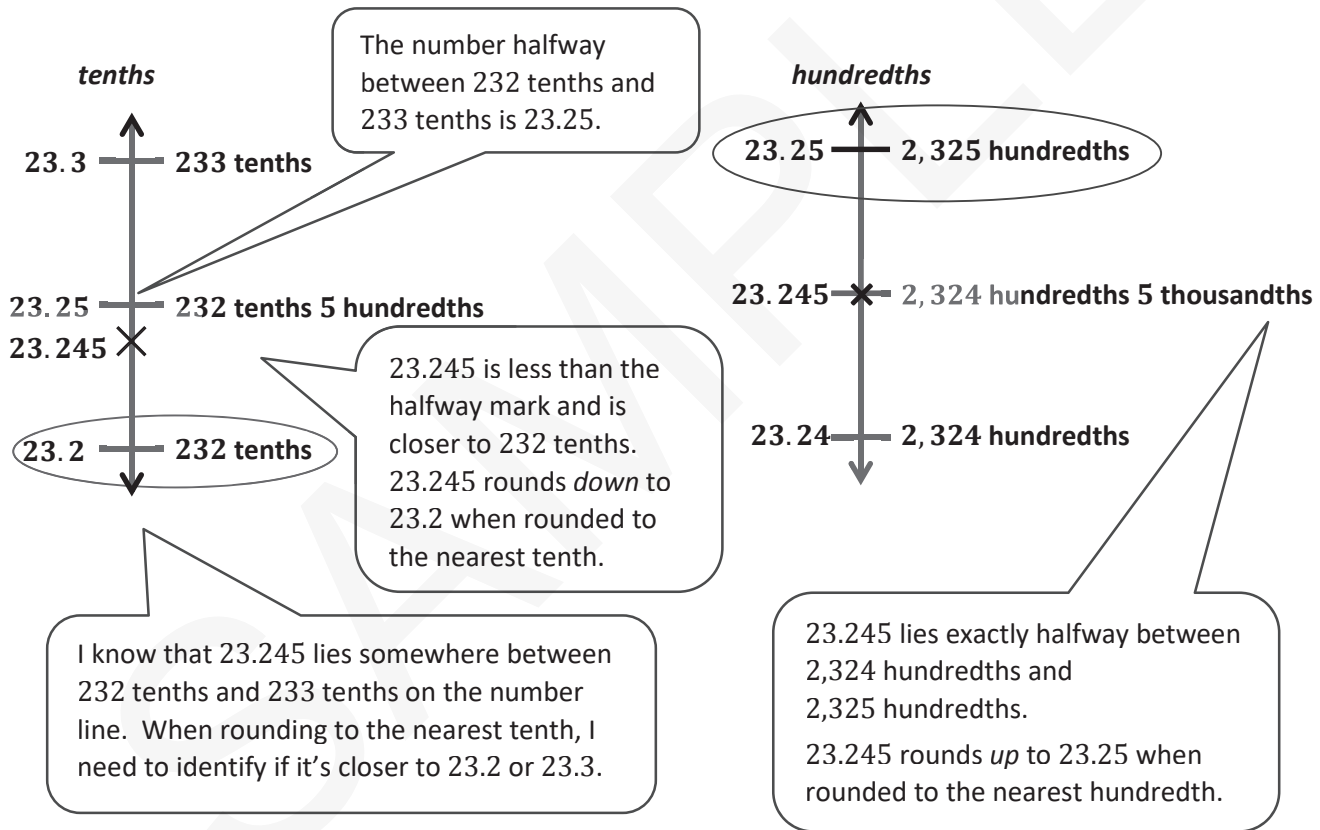 The number halfway
between 232 tenths and
233 tenths is 23.25.
tenths
23.3 233 tenths
23.25 232 tenths 5 hundredths
23.245
23.2 232 tenths
23.245 is less than the
halfway mark and is
closer to 232 tenths.
23.245 rounds down to
23.2 when rounded to
the nearest tenth.
I know that 23.245 lies somewhere between
232 tenths and 233 tenths on the number
line. When rounding to the nearest tenth, I
need to identify if it's closer to 23.2 or 23.3.
hundredths
23.25 2,325 hundredths
23.245 2,324 hundredths 5 thousandths
23.24 2,324 hundredths
23.245 lies exactly halfway between
2,324 hundredths and
2,325 hundredths.
23.245 rounds up to 23.25 when
rounded to the nearest hundredth.
SAMPLE